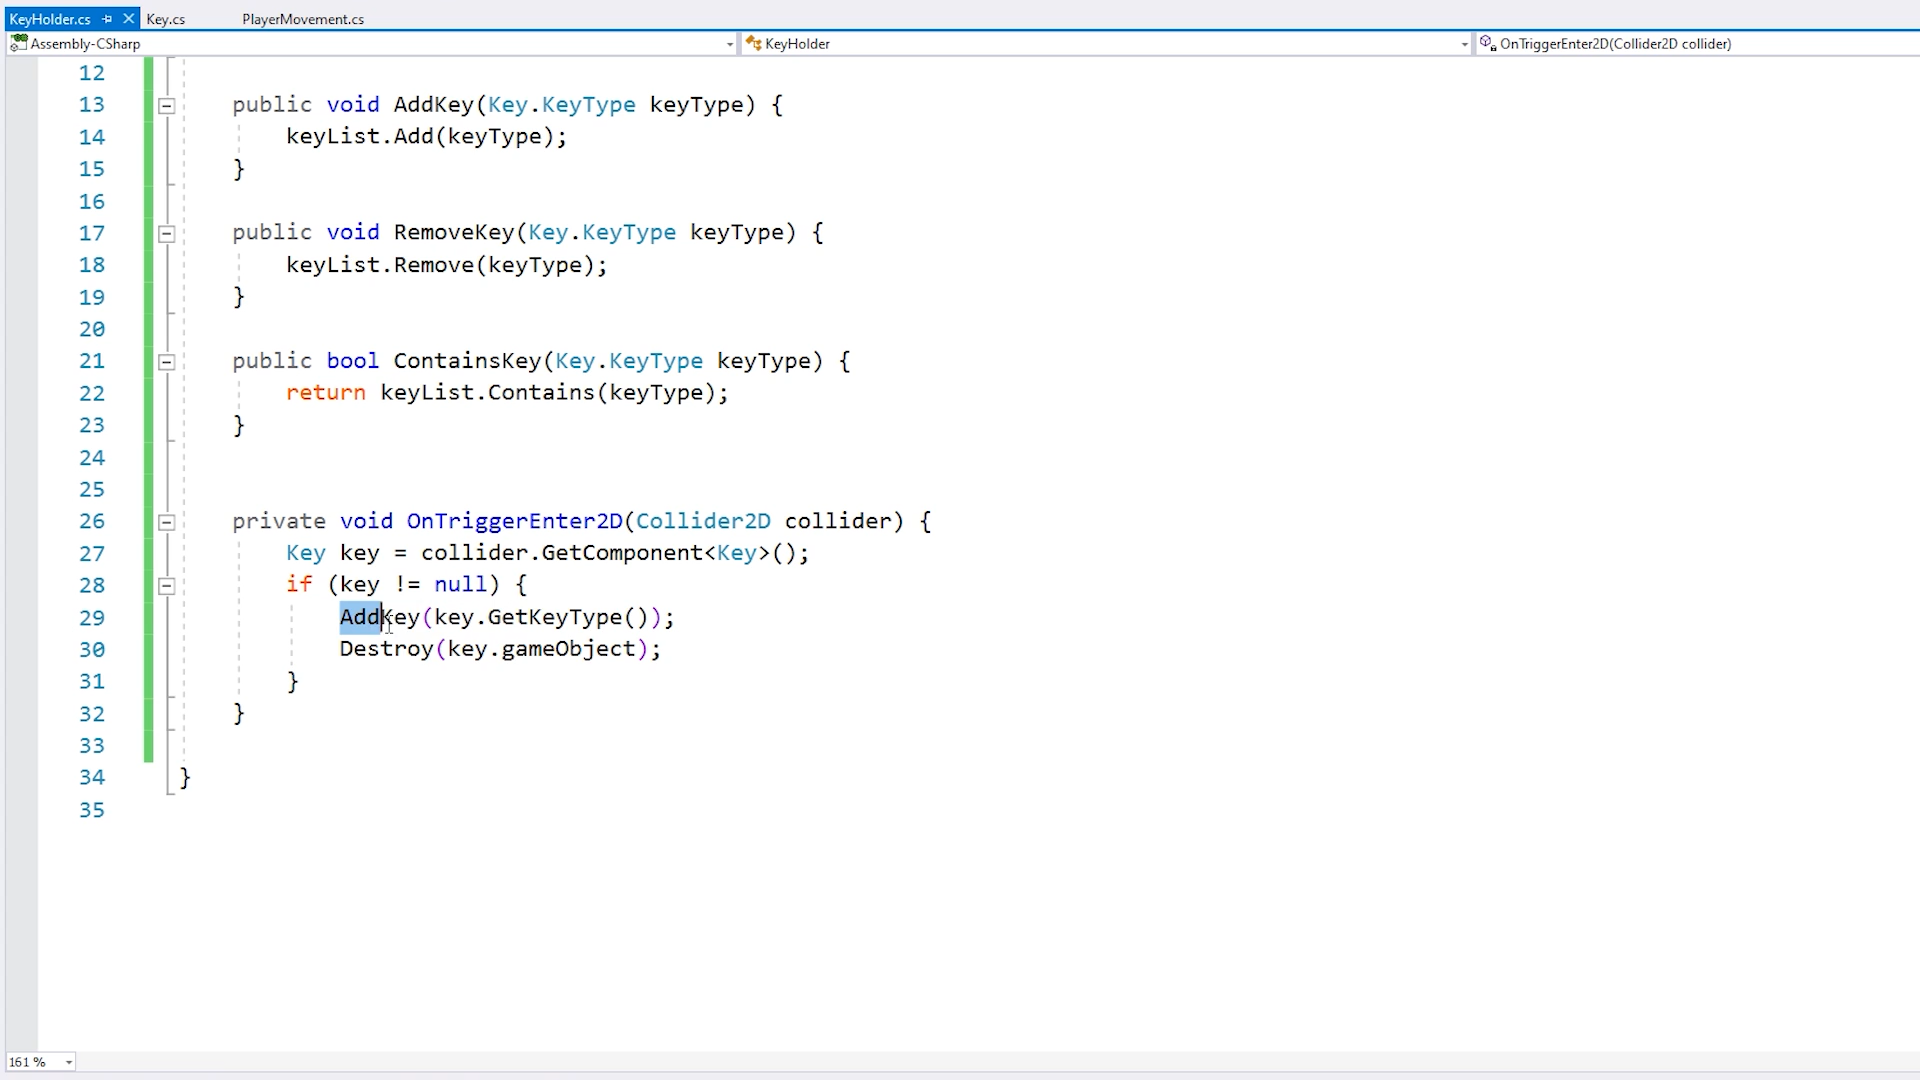 KeyHolder.cs Key.cs PlayerMovement.cs
Assembly-CSharp KeyHolder OnTriggerEnter2D(Collider2D collider)
12
13 public void AddKey(Key.KeyType keyType) {
14 keyList.Add(keyType);
15 }
16
17 public void RemoveKey(Key.KeyType keyType) {
18 keyList.Remove(keyType);
19 }
20
21 public bool ContainsKey(Key.KeyType keyType) {
22 return keyList.Contains(keyType);
23 }
24
25
26 private void OnTriggerEnter2D(Collider2D collider) {
27 Key key = collider.GetComponent<Key>();
28 if (key != null) {
29 AddKey(key.GetKeyType());
30 Destroy(key.gameObject);
31 }
32 }
33
34 }
35
161 %